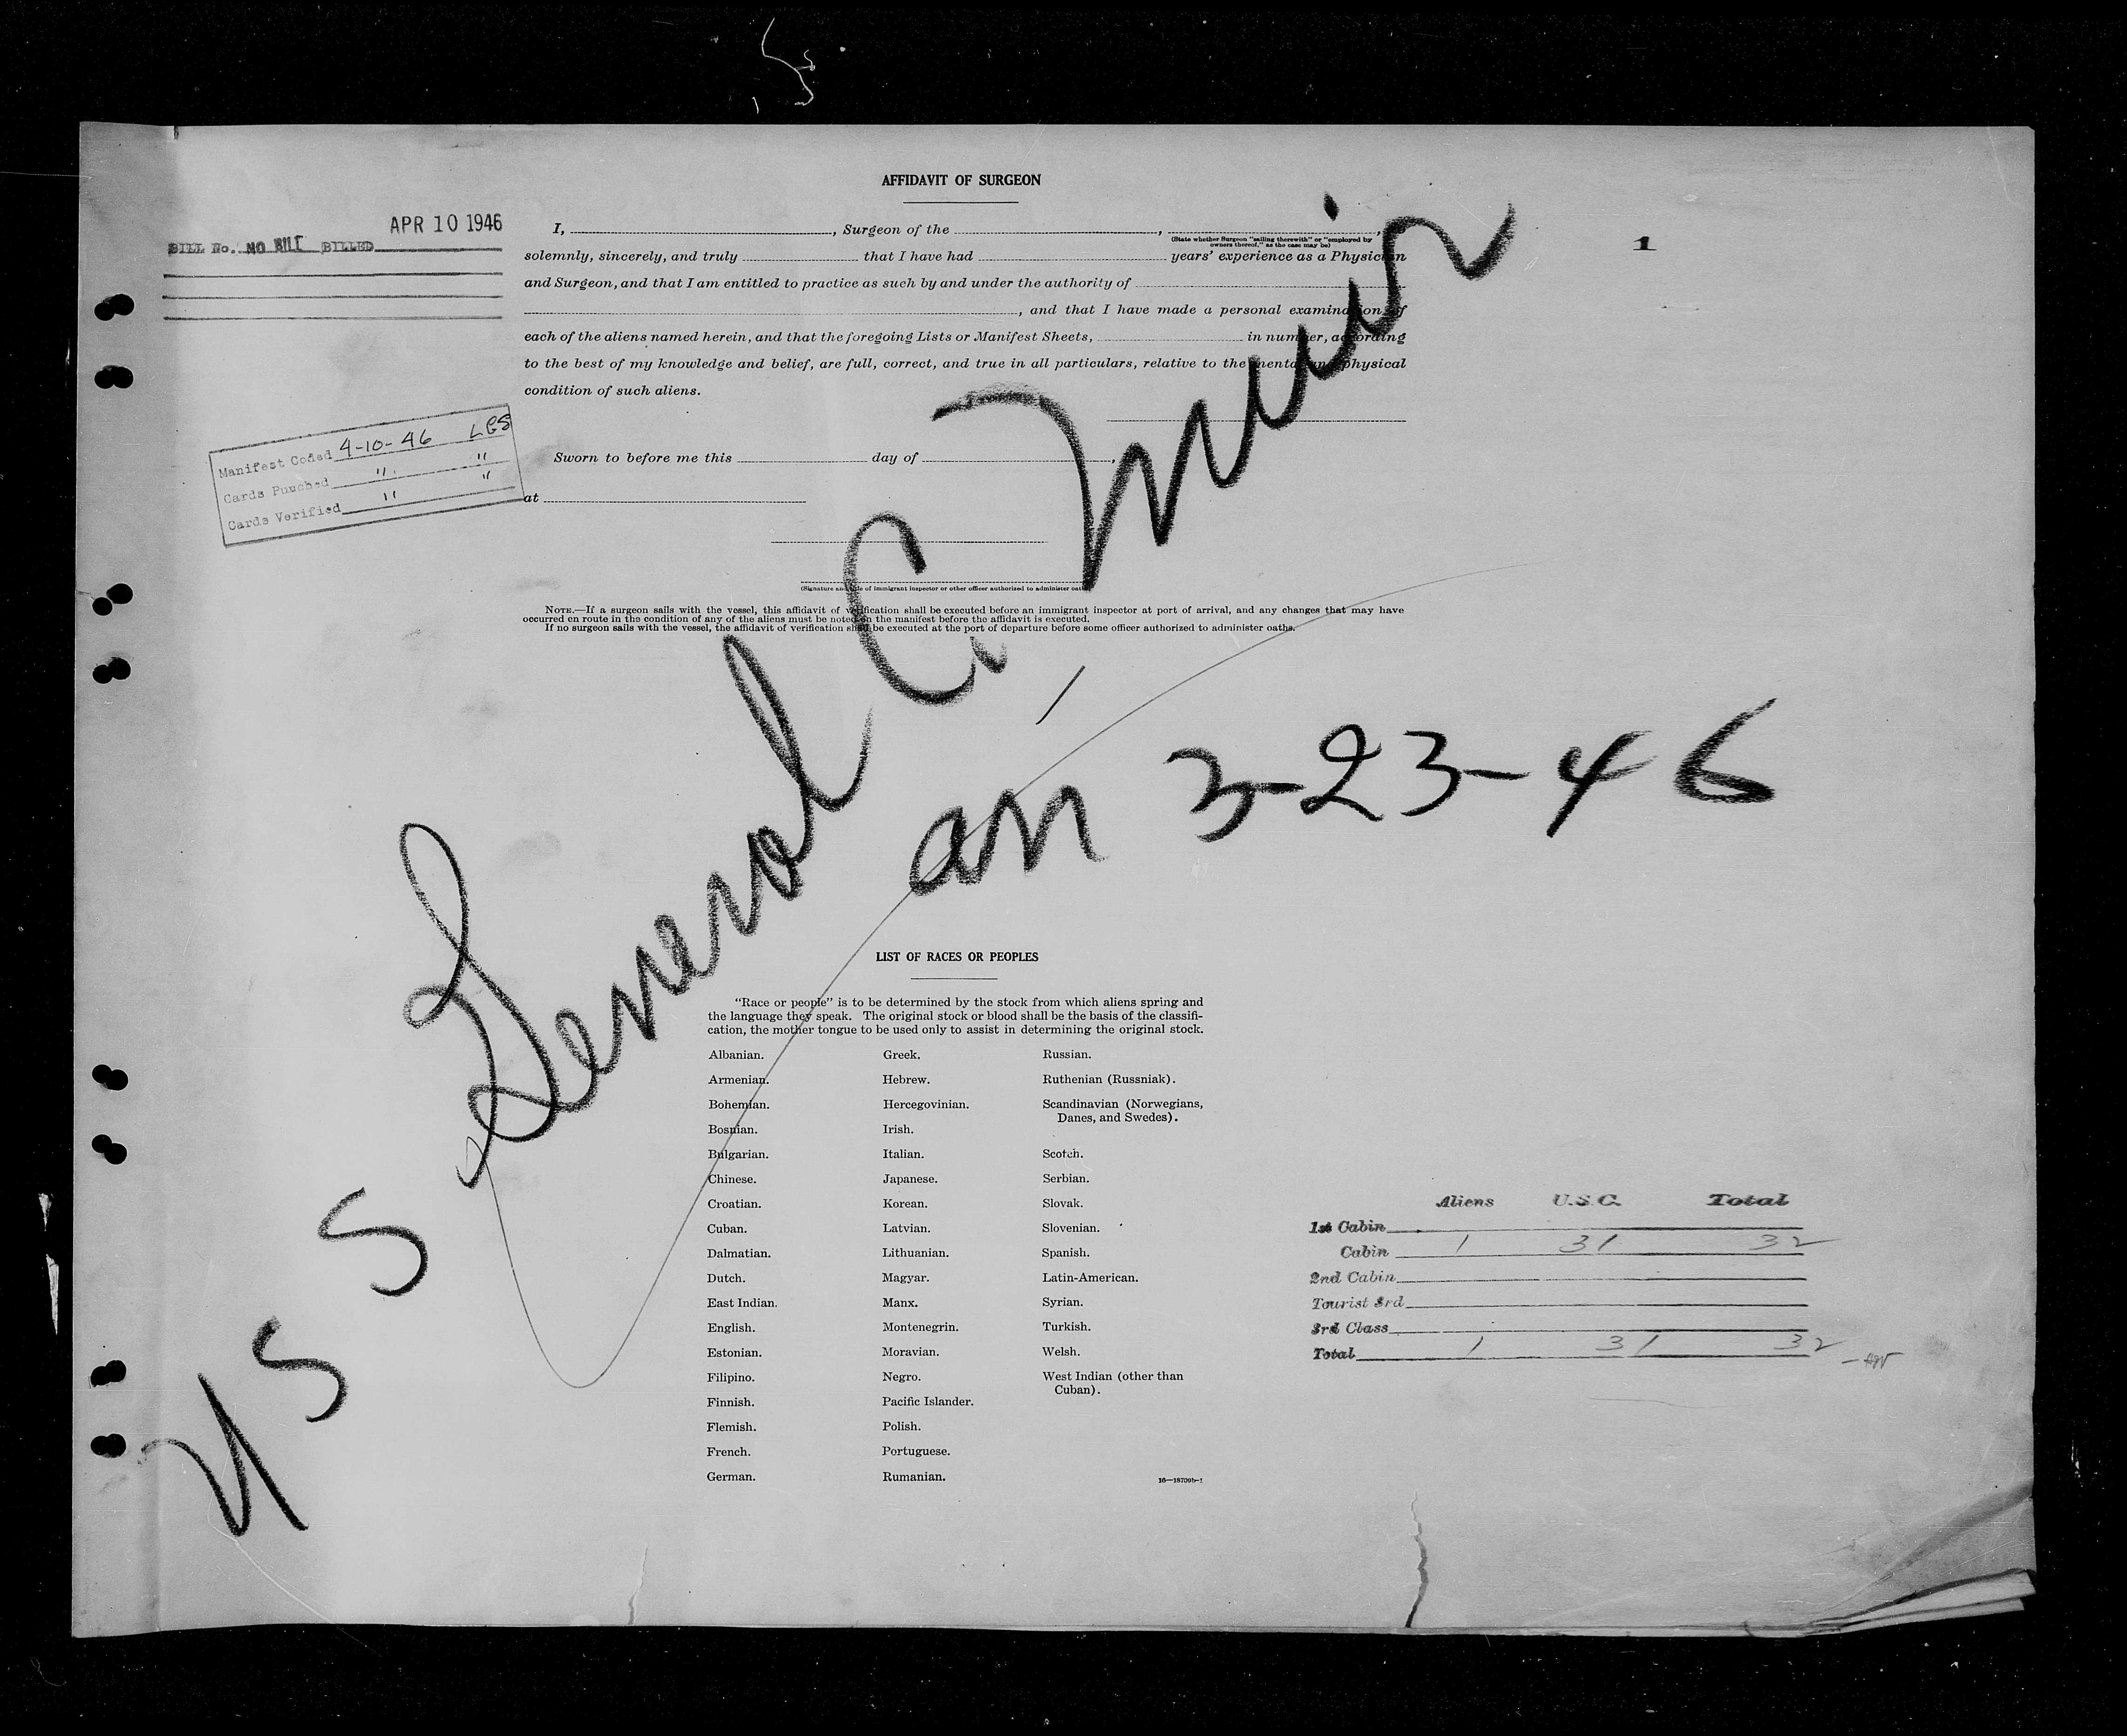 AFFIDAVIT OF SURGEON
APR 10 1946
BILL No. NO BILL BILLED
1
I, , Surgeon of the , ,
(State whether Surgeon "sailing therewith" or "employed by
owners thereof," as the case may be)
solemnly, sincerely, and truly that I have had years' experience as a Physician
and Surgeon, and that I am entitled to practice as such by and under the authority of
, and that I have made a personal examination of
each of the aliens named herein, and that the foregoing Lists or Manifest Sheets, in number, according
to the best of my knowledge and belief, are full, correct, and true in all particulars, relative to the mental and physical
condition of such aliens.
Manifest Coded 4-10-46 LBS
Cards Punched " "
Cards Verified " "
Sworn to before me this day of ,
at
(Signature and title of immigrant inspector or other officer authorized to administer oaths)
NOTE.—If a surgeon sails with the vessel, this affidavit of verification shall be executed before an immigrant inspector at port of arrival, and any changes that may have
occurred en route in the condition of any of the aliens must be noted on the manifest before the affidavit is executed.
If no surgeon sails with the vessel, the affidavit of verification shall be executed at the port of departure before some officer authorized to administer oaths.
U S S General C. Muir
an 3-23-46
LIST OF RACES OR PEOPLES
"Race or people" is to be determined by the stock from which aliens spring and
the language they speak. The original stock or blood shall be the basis of the classifi-
cation, the mother tongue to be used only to assist in determining the original stock.
Albanian.
Armenian.
Bohemian.
Bosnian.
Bulgarian.
Chinese.
Croatian.
Cuban.
Dalmatian.
Dutch.
East Indian.
English.
Estonian.
Filipino.
Finnish.
Flemish.
French.
German.
Greek.
Hebrew.
Hercegovinian.
Irish.
Italian.
Japanese.
Korean.
Latvian.
Lithuanian.
Magyar.
Manx.
Montenegrin.
Moravian.
Negro.
Pacific Islander.
Polish.
Portuguese.
Rumanian.
Russian.
Ruthenian (Russniak).
Scandinavian (Norwegians,
Danes, and Swedes).
Scotch.
Serbian.
Slovak.
Slovenian.
Spanish.
Latin-American.
Syrian.
Turkish.
Welsh.
West Indian (other than
Cuban).
16—18709b-1
Aliens U.S.C. Total
1st Cabin
Cabin 1 31 32
2nd Cabin
Tourist 3rd
3rd Class
Total 1 31 32